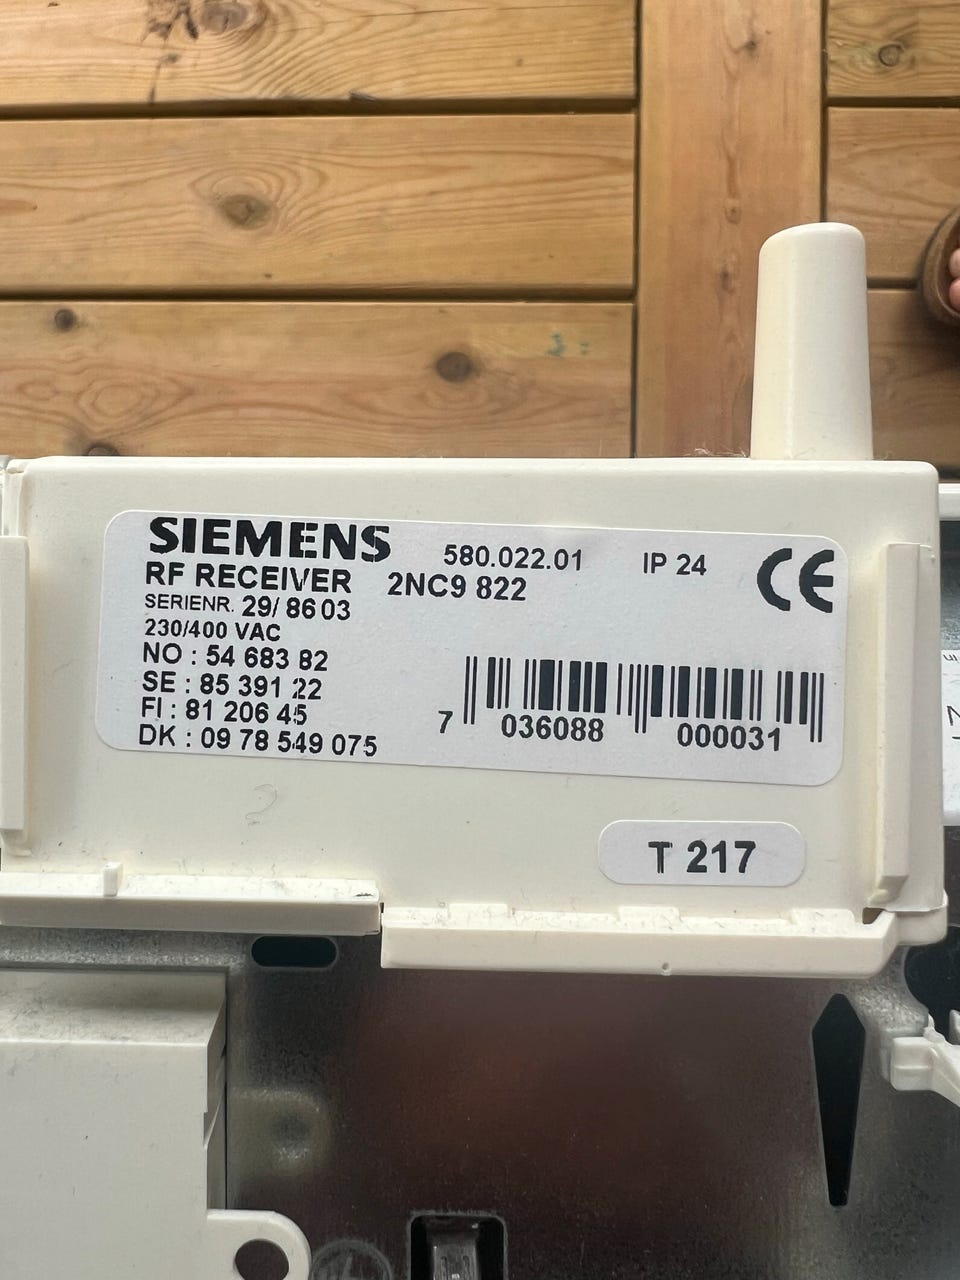 SIEMENS 580.022.01 IP 24 CE
RF RECEIVER 2NC9 822
SERIENR. 29/ 86 03
230/400 VAC
NO : 54 683 82
SE : 85 391 22
FI : 81 206 45
DK : 09 78 549 075
7 036088 000031
T 217